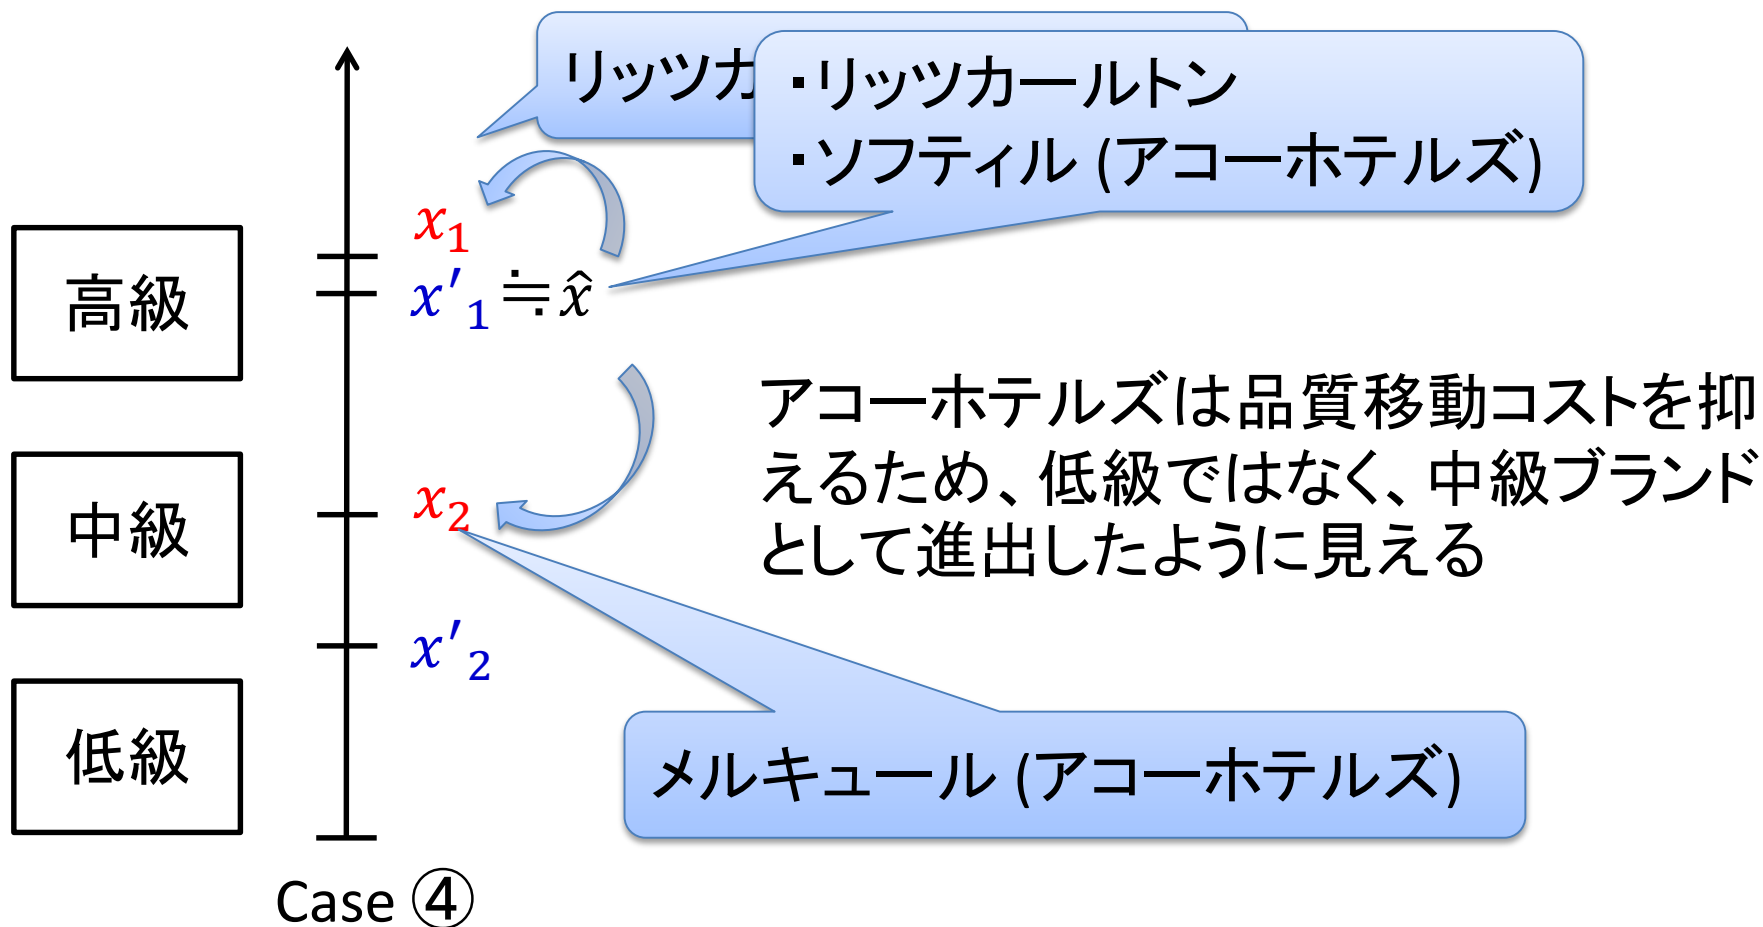 リッツカ
・リッツカールトン
・ソフティル (アコーホテルズ)
x₁
高級
x'₁≒x̂
アコーホテルズは品質移動コストを抑
えるため、低級ではなく、中級ブランド
として進出したように見える
中級
x₂
x'₂
低級
メルキュール (アコーホテルズ)
Case ④